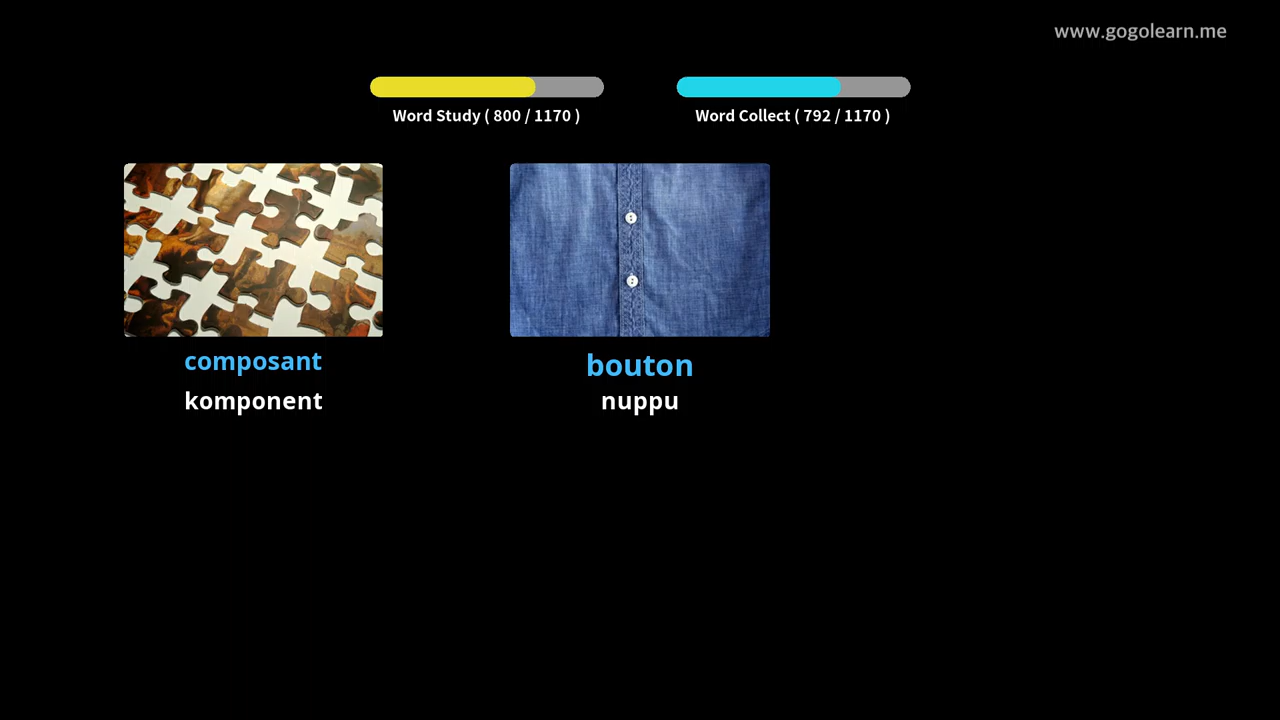 www.gogolearn.me
Word Study ( 800 / 1170 )
Word Collect ( 792 / 1170 )
composant
komponent
bouton
nuppu